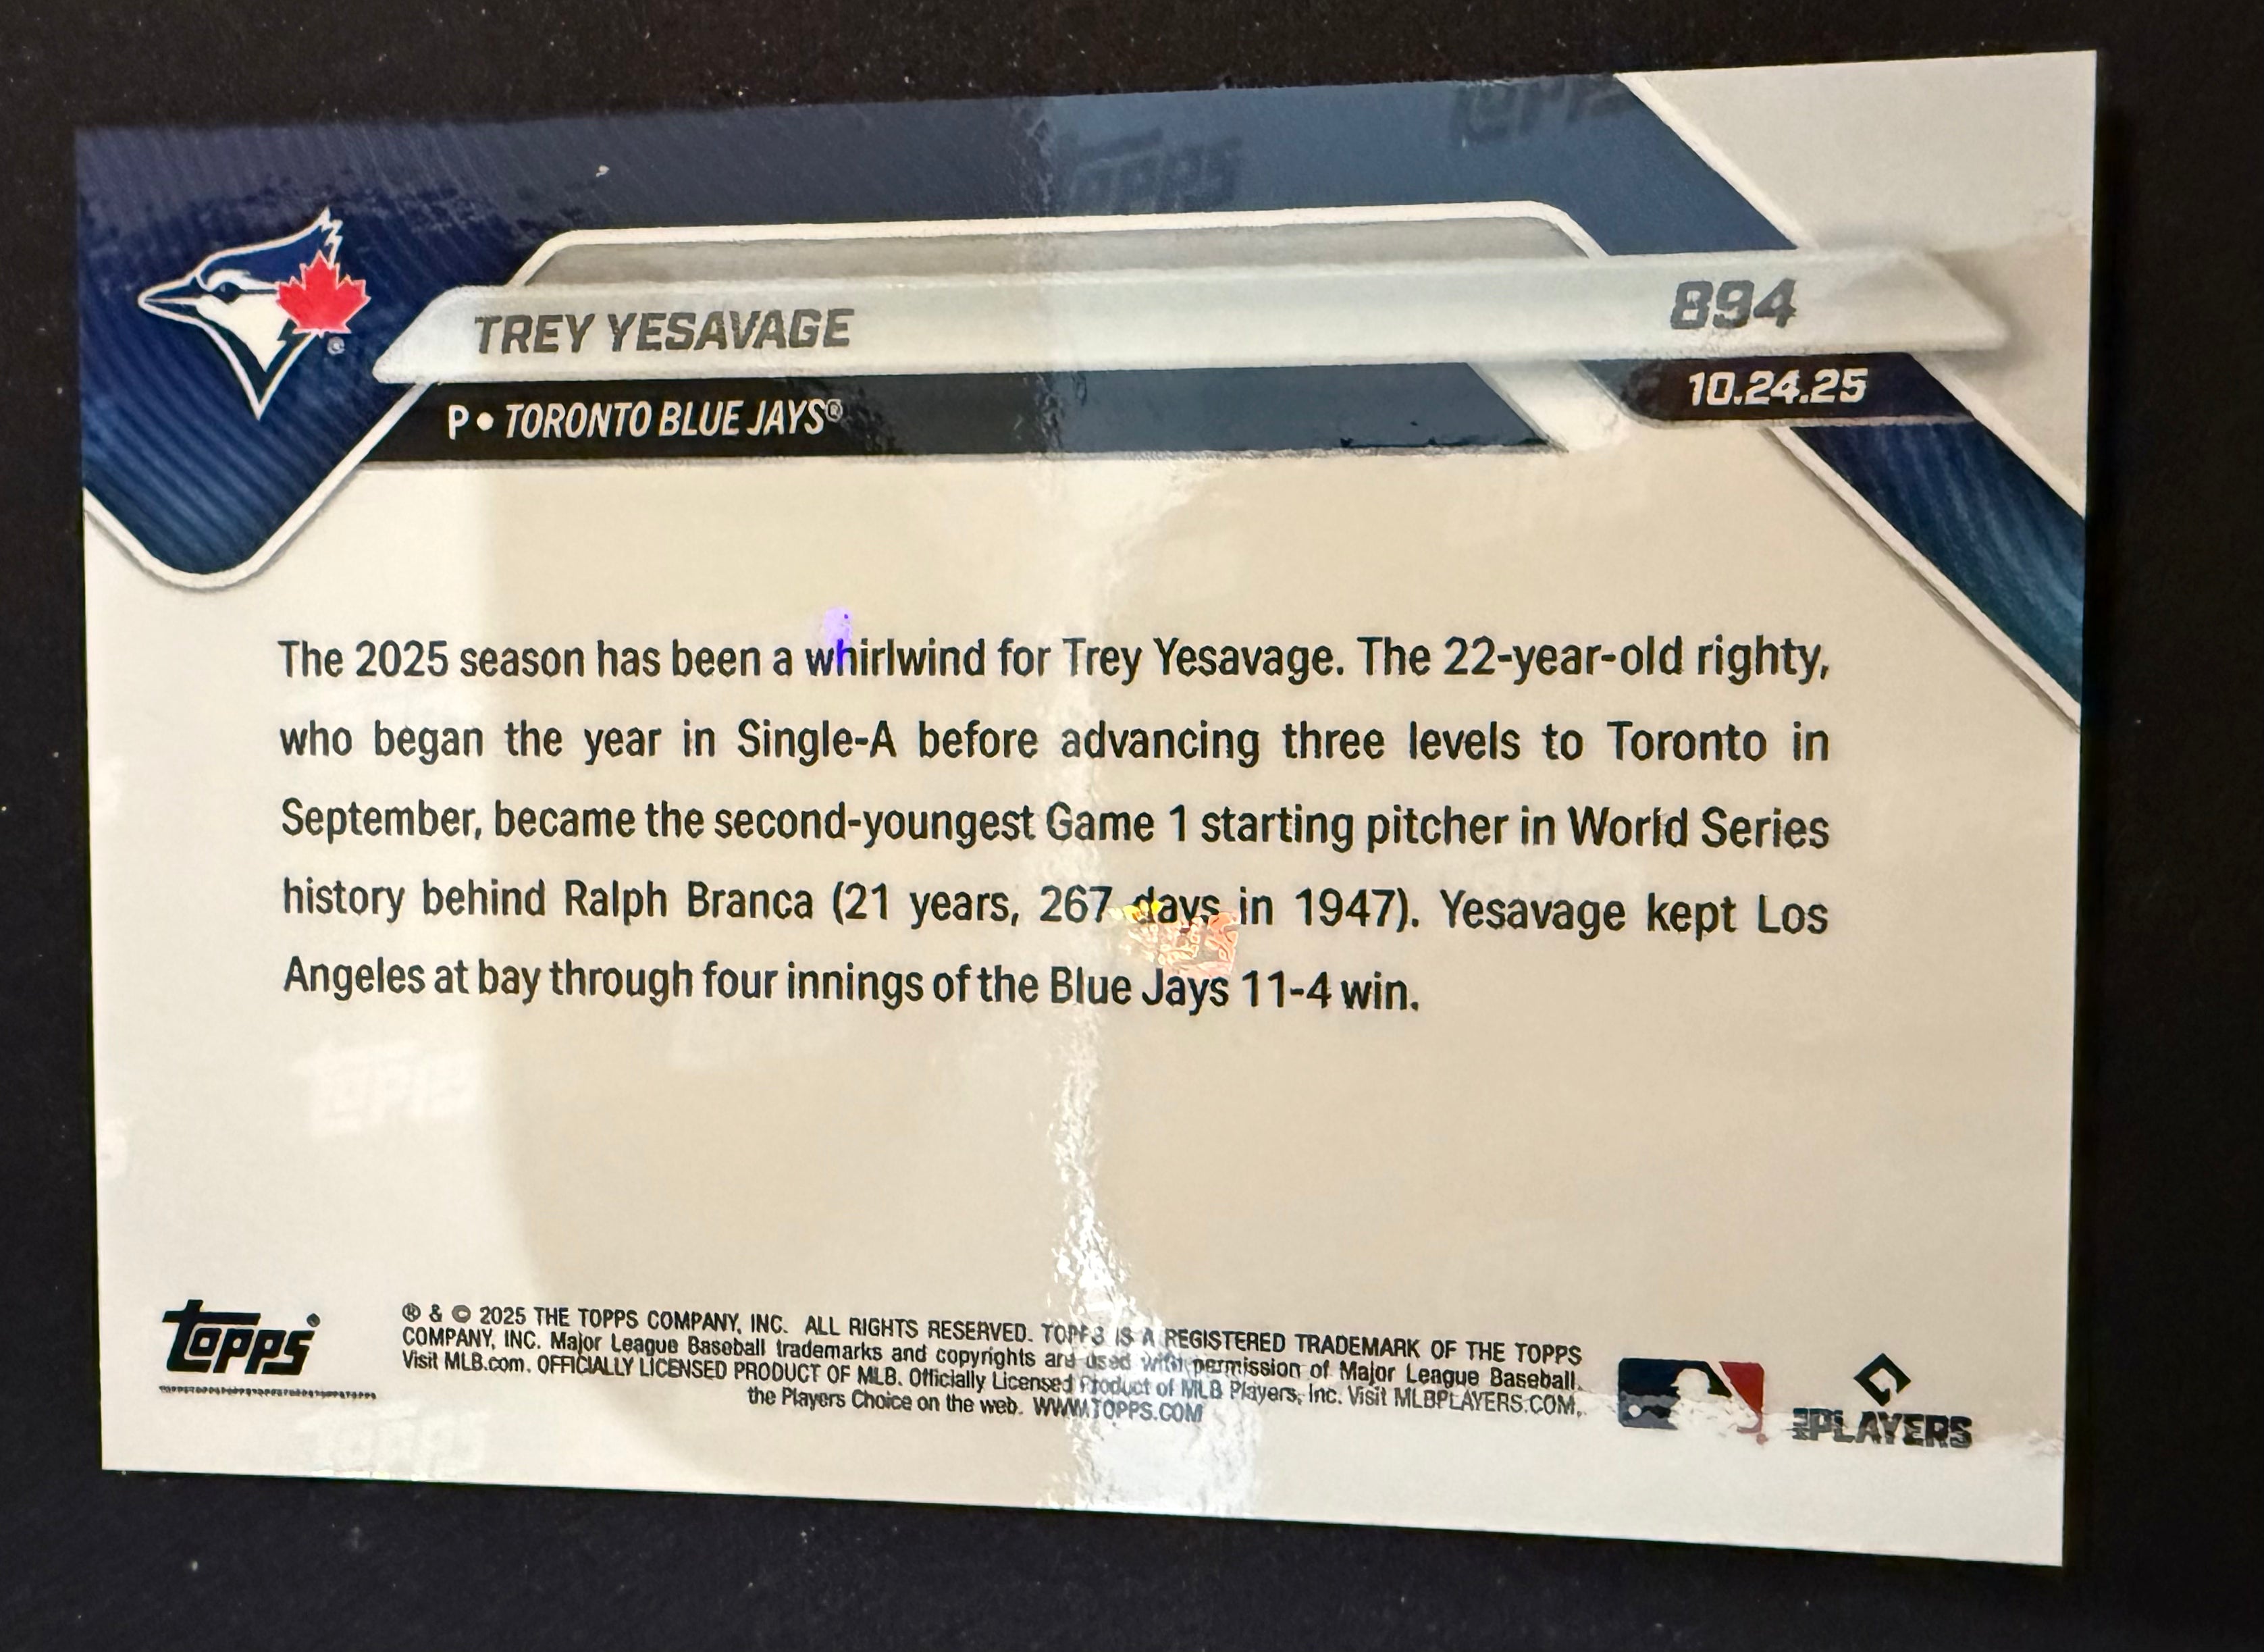 TREY YESAVAGE
894
P • TORONTO BLUE JAYS®
10.24.25
The 2025 season has been a whirlwind for Trey Yesavage. The 22-year-old righty,
who began the year in Single-A before advancing three levels to Toronto in
September, became the second-youngest Game 1 starting pitcher in World Series
history behind Ralph Branca (21 years, 267 days in 1947). Yesavage kept Los
Angeles at bay through four innings of the Blue Jays 11-4 win.
topps®
® & © 2025 THE TOPPS COMPANY, INC. ALL RIGHTS RESERVED. TOPPS IS A REGISTERED TRADEMARK OF THE TOPPS
COMPANY, INC. Major League Baseball trademarks and copyrights are used with permission of Major League Baseball.
Visit MLB.com. OFFICIALLY LICENSED PRODUCT OF MLB. Officially Licensed Product of MLB Players, Inc. Visit MLBPLAYERS.COM,
the Players Choice on the web. WWW.TOPPS.COM
PLAYERS